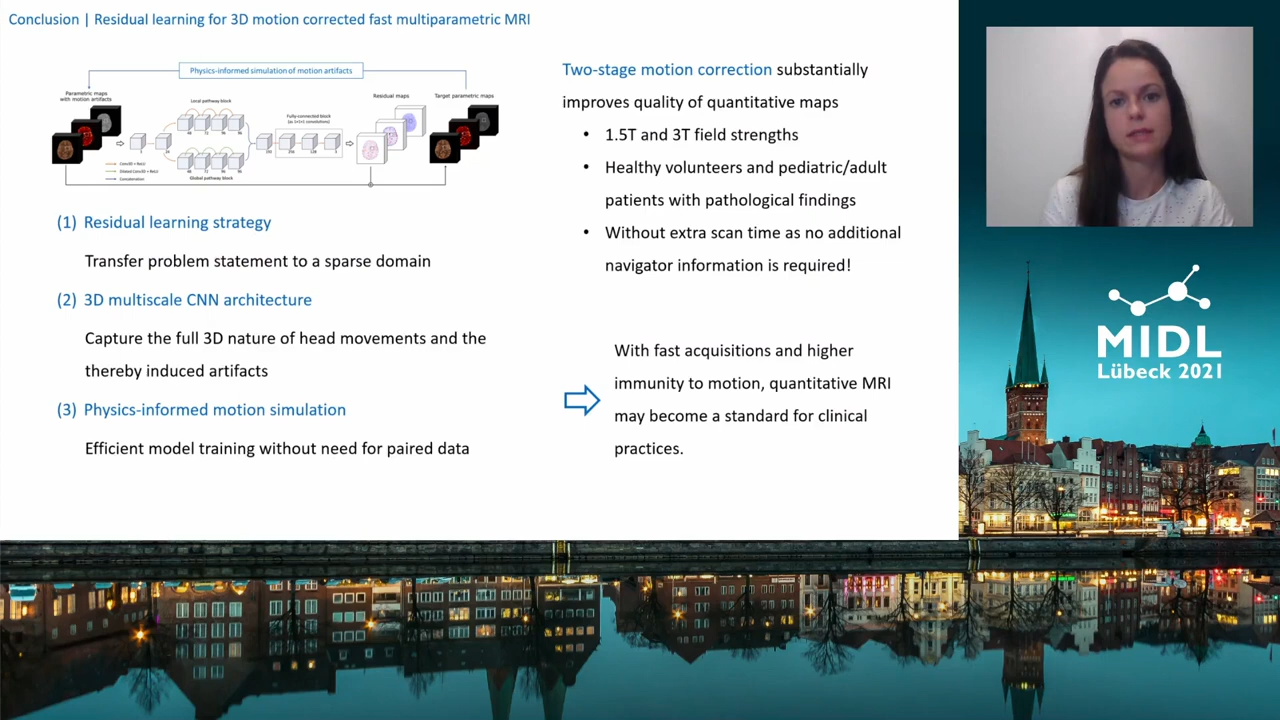 Conclusion | Residual learning for 3D motion corrected fast multiparametric MRI
Physics-informed simulation of motion artifacts
Parametric maps
with motion artifacts
Local pathway block
Residual maps
Target parametric maps
Fully-connected block
Conv3D + ReLU
Dilated Conv3D + ReLU
Concatenation
Global pathway block
(1) Residual learning strategy
Transfer problem statement to a sparse domain
(2) 3D multiscale CNN architecture
Capture the full 3D nature of head movements and the
thereby induced artifacts
(3) Physics-informed motion simulation
Efficient model training without need for paired data
Two-stage motion correction substantially
improves quality of quantitative maps
• 1.5T and 3T field strengths
• Healthy volunteers and pediatric/adult
patients with pathological findings
• Without extra scan time as no additional
navigator information is required!
With fast acquisitions and higher
immunity to motion, quantitative MRI
may become a standard for clinical
practices.
MIDL
Lübeck 2021